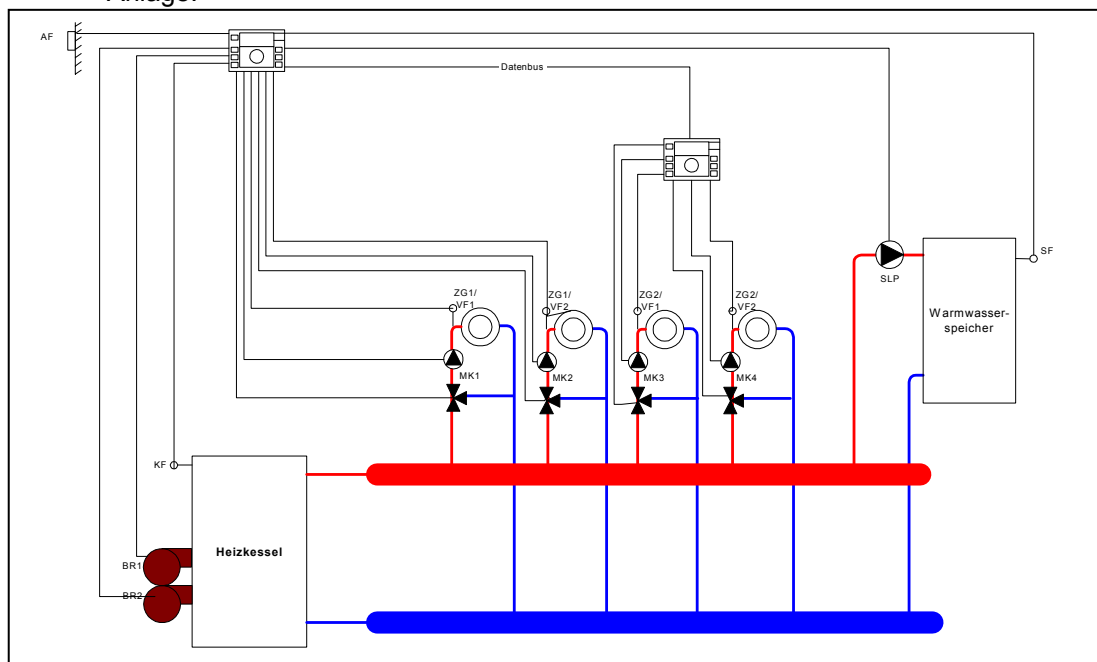 Anlage:
AF
Datenbus
SF
SLP
Warmwasser-
speicher
ZG1/
VF1
ZG1/
VF2
ZG2/
VF1
ZG2/
VF2
MK1
MK2
MK3
MK4
KF
Heizkessel
BR1
BR2